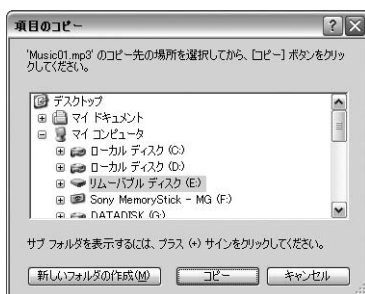 項目のコピー
'Music01.mp3' のコピー先の場所を選択してから、[コピー] ボタンをクリッ
クしてください。
デスクトップ
マイ ドキュメント
マイ コンピュータ
ローカル ディスク (C:)
ローカル ディスク (D:)
リムーバブル ディスク (E:)
Sony MemoryStick - MG (F:)
DATADISK (G:)
サブ フォルダを表示するには、プラス (+) サインをクリックしてください。
新しいフォルダの作成(M) コピー キャンセル